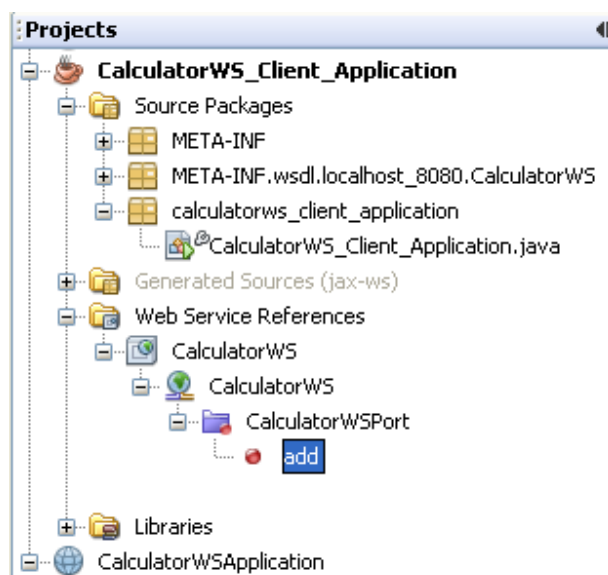 Projects
CalculatorWS_Client_Application
Source Packages
META-INF
META-INF.wsdl.localhost_8080.CalculatorWS
calculatorws_client_application
CalculatorWS_Client_Application.java
Generated Sources (jax-ws)
Web Service References
CalculatorWS
CalculatorWS
CalculatorWSPort
add
Libraries
CalculatorWSApplication